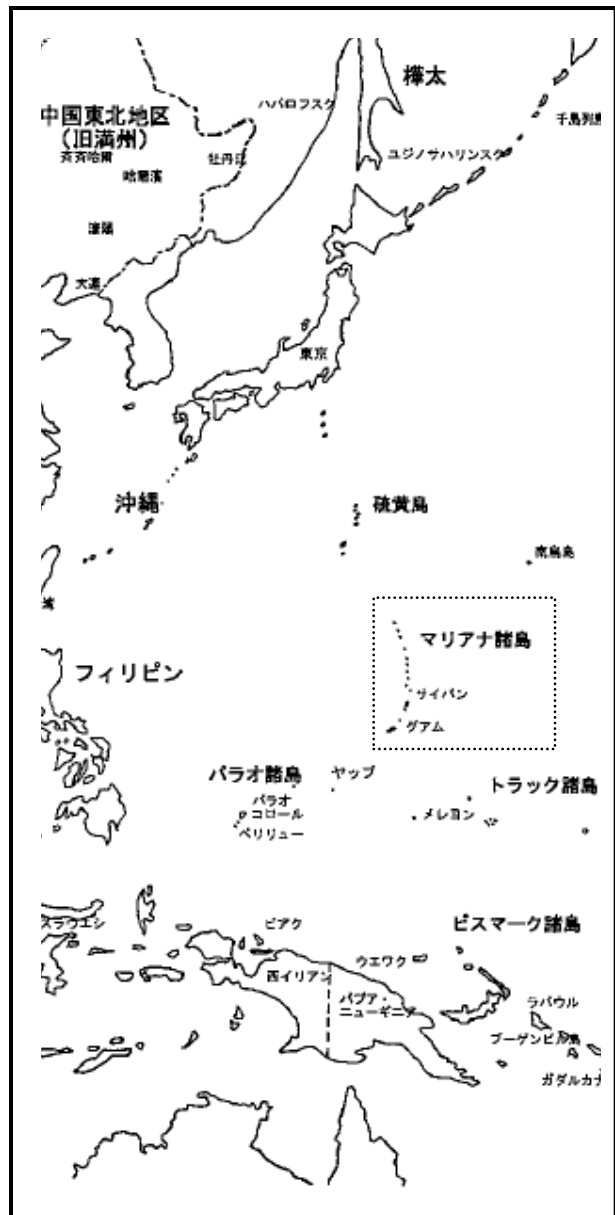 樺太
千島列島
ハバロフスク
中国東北地区
(旧満州)
斉斉哈爾
牡丹江
ユジノサハリンスク
哈爾濱
瀋陽
大連
東京
沖縄
硫黄島
南鳥島
湾
マリアナ諸島
サイパン
グアム
フィリピン
パラオ諸島
ヤップ
トラック諸島
パラオ
コロール
ペリリュー
メレヨン
スラウエシ
ビアク
ビスマーク諸島
ウエワク
西イリアン
パプア・
ニューギニア
ラバウル
ブーゲンビル島
ガダルカナ